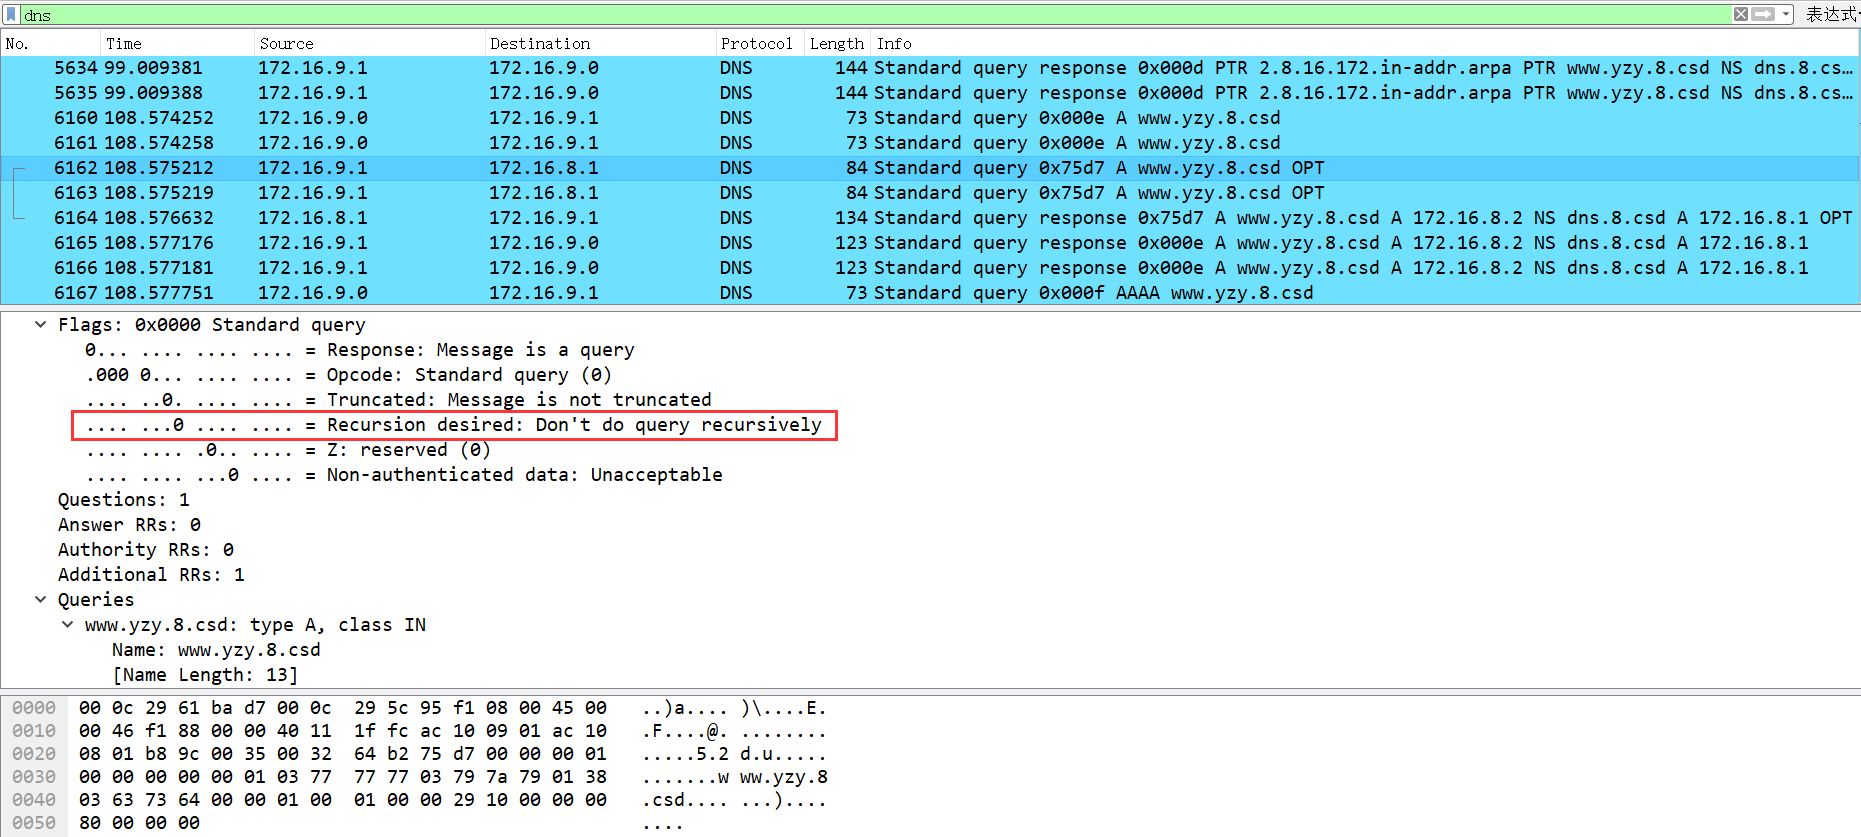 dns 表达式
No. Time Source Destination Protocol Length Info
5634 99.009381 172.16.9.1 172.16.9.0 DNS 144 Standard query response 0x000d PTR 2.8.16.172.in-addr.arpa PTR www.yzy.8.csd NS dns.8.cs…
5635 99.009388 172.16.9.1 172.16.9.0 DNS 144 Standard query response 0x000d PTR 2.8.16.172.in-addr.arpa PTR www.yzy.8.csd NS dns.8.cs…
6160 108.574252 172.16.9.0 172.16.9.1 DNS 73 Standard query 0x000e A www.yzy.8.csd
6161 108.574258 172.16.9.0 172.16.9.1 DNS 73 Standard query 0x000e A www.yzy.8.csd
6162 108.575212 172.16.9.1 172.16.8.1 DNS 84 Standard query 0x75d7 A www.yzy.8.csd OPT
6163 108.575219 172.16.9.1 172.16.8.1 DNS 84 Standard query 0x75d7 A www.yzy.8.csd OPT
6164 108.576632 172.16.8.1 172.16.9.1 DNS 134 Standard query response 0x75d7 A www.yzy.8.csd A 172.16.8.2 NS dns.8.csd A 172.16.8.1 OPT
6165 108.577176 172.16.9.1 172.16.9.0 DNS 123 Standard query response 0x000e A www.yzy.8.csd A 172.16.8.2 NS dns.8.csd A 172.16.8.1
6166 108.577181 172.16.9.1 172.16.9.0 DNS 123 Standard query response 0x000e A www.yzy.8.csd A 172.16.8.2 NS dns.8.csd A 172.16.8.1
6167 108.577751 172.16.9.0 172.16.9.1 DNS 73 Standard query 0x000f AAAA www.yzy.8.csd
Flags: 0x0000 Standard query
0... .... .... .... = Response: Message is a query
.000 0... .... .... = Opcode: Standard query (0)
.... ..0. .... .... = Truncated: Message is not truncated
.... ...0 .... .... = Recursion desired: Don't do query recursively
.... .... .0.. .... = Z: reserved (0)
.... .... ...0 .... = Non-authenticated data: Unacceptable
Questions: 1
Answer RRs: 0
Authority RRs: 0
Additional RRs: 1
Queries
www.yzy.8.csd: type A, class IN
Name: www.yzy.8.csd
[Name Length: 13]
0000 00 0c 29 61 ba d7 00 0c 29 5c 95 f1 08 00 45 00 ..)a.... )\....E.
0010 00 46 f1 88 00 00 40 11 1f fc ac 10 09 01 ac 10 .F....@. ........
0020 08 01 b8 9c 00 35 00 32 64 b2 75 d7 00 00 00 01 .....5.2 d.u.....
0030 00 00 00 00 00 01 03 77 77 77 03 79 7a 79 01 38 .......w ww.yzy.8
0040 03 63 73 64 00 00 01 00 01 00 00 29 10 00 00 00 .csd.... ...)....
0050 80 00 00 00 ....